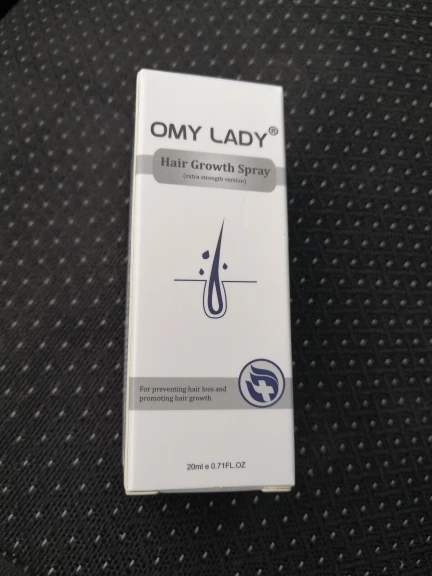 OMY LADY®
Hair Growth Spray
(extra strength version)
For preventing hair loss and
promoting hair growth
20ml e 0.71FL.OZ